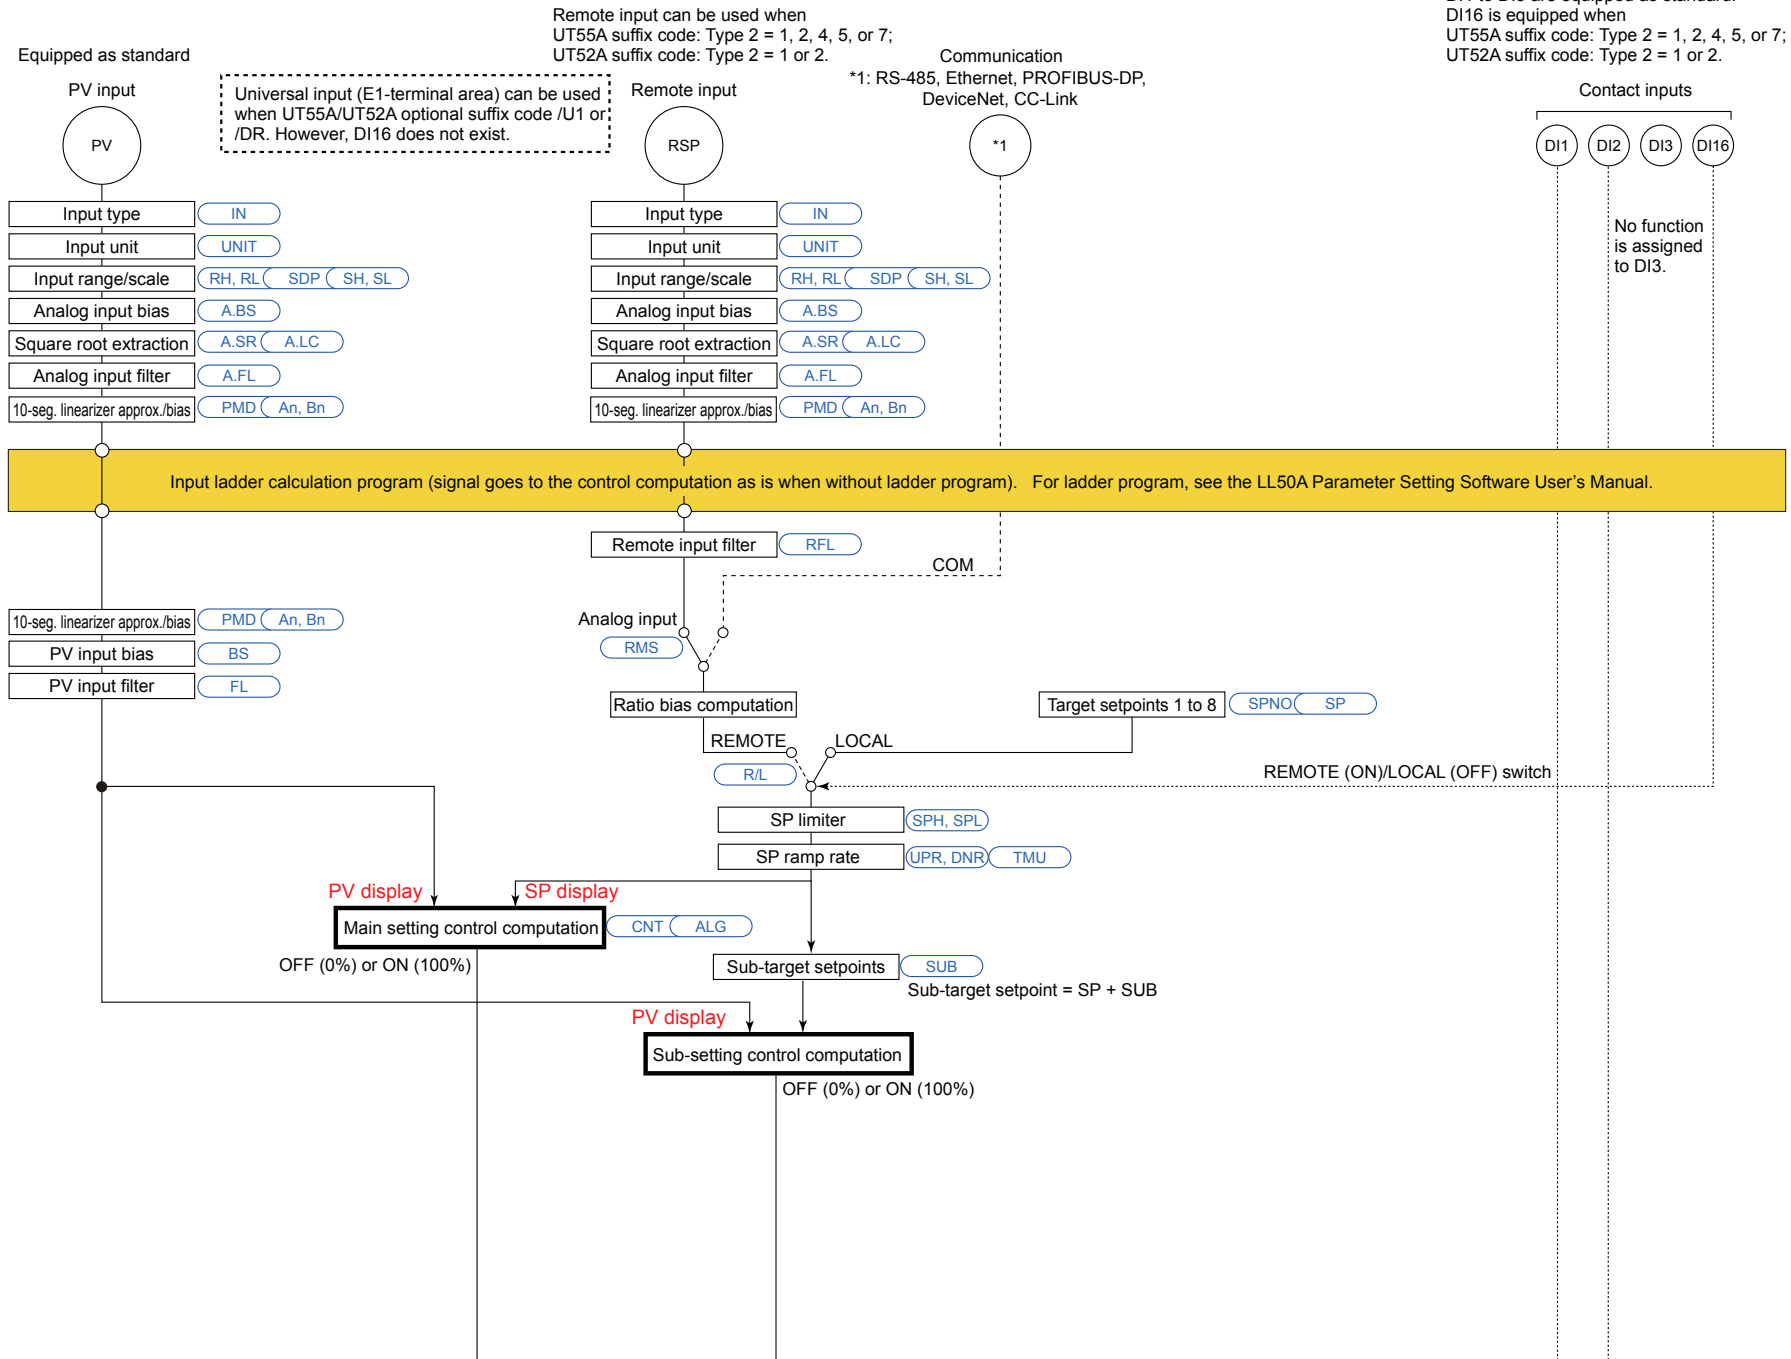 Remote input can be used when
UT55A suffix code: Type 2 = 1, 2, 4, 5, or 7;
UT52A suffix code: Type 2 = 1 or 2.
DI16 is equipped when
UT55A suffix code: Type 2 = 1, 2, 4, 5, or 7;
UT52A suffix code: Type 2 = 1 or 2.
Equipped as standard
PV input
Universal input (E1-terminal area) can be used
when UT55A/UT52A optional suffix code /U1 or
/DR. However, DI16 does not exist.
Remote input
Communication
*1: RS-485, Ethernet, PROFIBUS-DP,
DeviceNet, CC-Link
Contact inputs
PV
RSP
*1
DI1
DI2
DI3
DI16
Input type
IN
Input unit
UNIT
Input range/scale
RH, RL
SDP
SH, SL
Analog input bias
A.BS
Square root extraction
A.SR
A.LC
Analog input filter
A.FL
10-seg. linearizer approx./bias
PMD
An, Bn
Input type
IN
Input unit
UNIT
Input range/scale
RH, RL
SDP
SH, SL
Analog input bias
A.BS
Square root extraction
A.SR
A.LC
Analog input filter
A.FL
10-seg. linearizer approx./bias
PMD
An, Bn
No function
is assigned
to DI3.
Input ladder calculation program (signal goes to the control computation as is when without ladder program). For ladder program, see the LL50A Parameter Setting Software User's Manual.
Remote input filter
RFL
COM
10-seg. linearizer approx./bias
PMD
An, Bn
PV input bias
BS
PV input filter
FL
Analog input
RMS
Ratio bias computation
Target setpoints 1 to 8
SPNO
SP
REMOTE
LOCAL
R/L
REMOTE (ON)/LOCAL (OFF) switch
SP limiter
SPH, SPL
SP ramp rate
UPR, DNR
TMU
PV display
SP display
Main setting control computation
CNT
ALG
OFF (0%) or ON (100%)
Sub-target setpoints
SUB
Sub-target setpoint = SP + SUB
PV display
Sub-setting control computation
OFF (0%) or ON (100%)